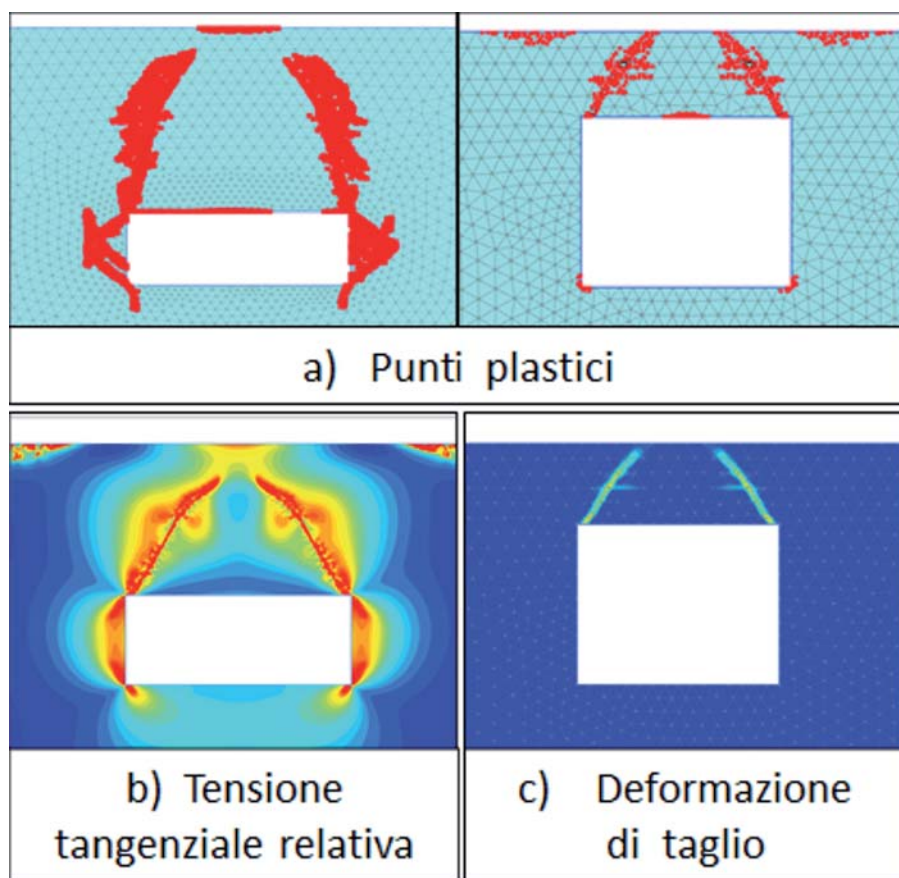 a) Punti plastici
b) Tensione
tangenziale relativa
c) Deformazione
di taglio